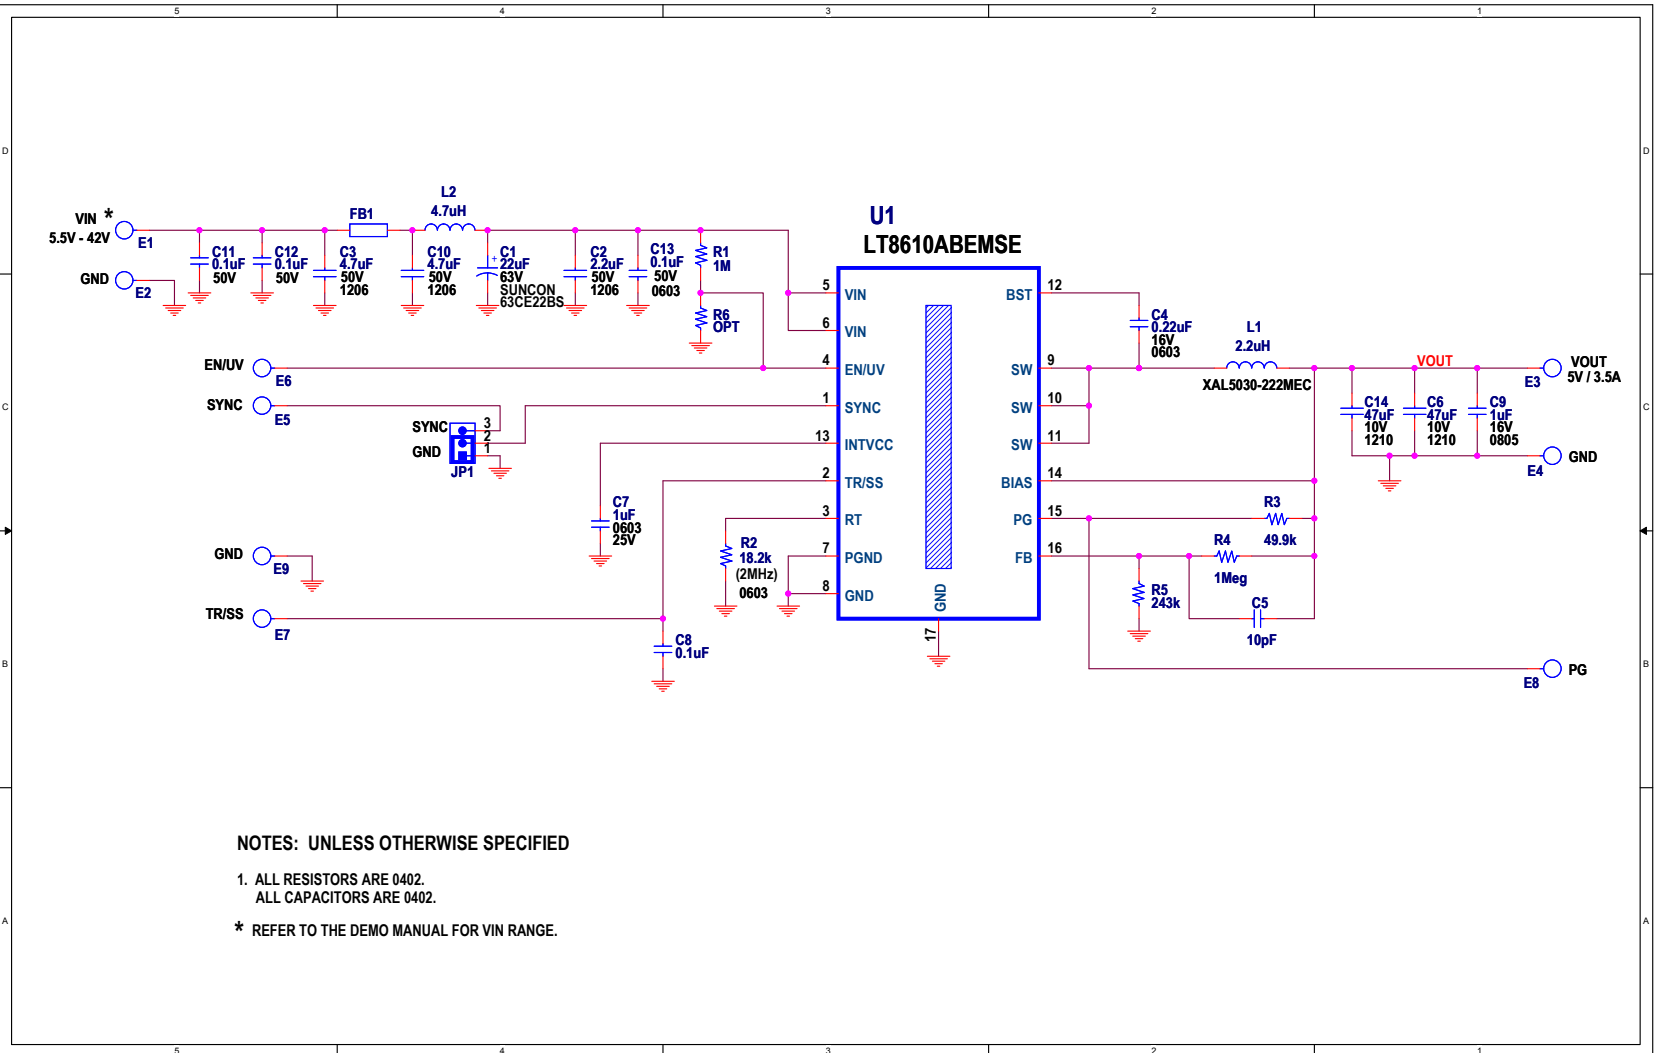 5 4 3 2 1
D
D
C
C
B
B
A
A
VIN *
5.5V - 42V
E1
GND
E2
C11
0.1uF
50V
C12
0.1uF
50V
C3
4.7uF
50V
1206
FB1
L2
4.7uH
C10
4.7uF
50V
1206
+
C1
22uF
63V
SUNCON
63CE22BS
C2
2.2uF
50V
1206
C13
0.1uF
50V
0603
R1
1M
R6
OPT
EN/UV
E6
SYNC
E5
SYNC
GND
3
2
1
JP1
GND
E9
TR/SS
E7
C7
1uF
0603
25V
C8
0.1uF
R2
18.2k
(2MHz)
0603
U1
LT8610ABEMSE
5 VIN
6 VIN
4 EN/UV
1 SYNC
13 INTVCC
2 TR/SS
3 RT
7 PGND
8 GND
GND
17
BST 12
SW 9
SW 10
SW 11
BIAS 14
PG 15
FB 16
C4
0.22uF
16V
0603
L1
2.2uH
XAL5030-222MEC
VOUT
C14
47uF
10V
1210
C6
47uF
10V
1210
C9
1uF
16V
0805
E3
VOUT
5V / 3.5A
E4
GND
R3
49.9k
R4
1Meg
R5
243k
C5
10pF
E8
PG
NOTES: UNLESS OTHERWISE SPECIFIED
1. ALL RESISTORS ARE 0402.
ALL CAPACITORS ARE 0402.
* REFER TO THE DEMO MANUAL FOR VIN RANGE.
5 4 3 2 1